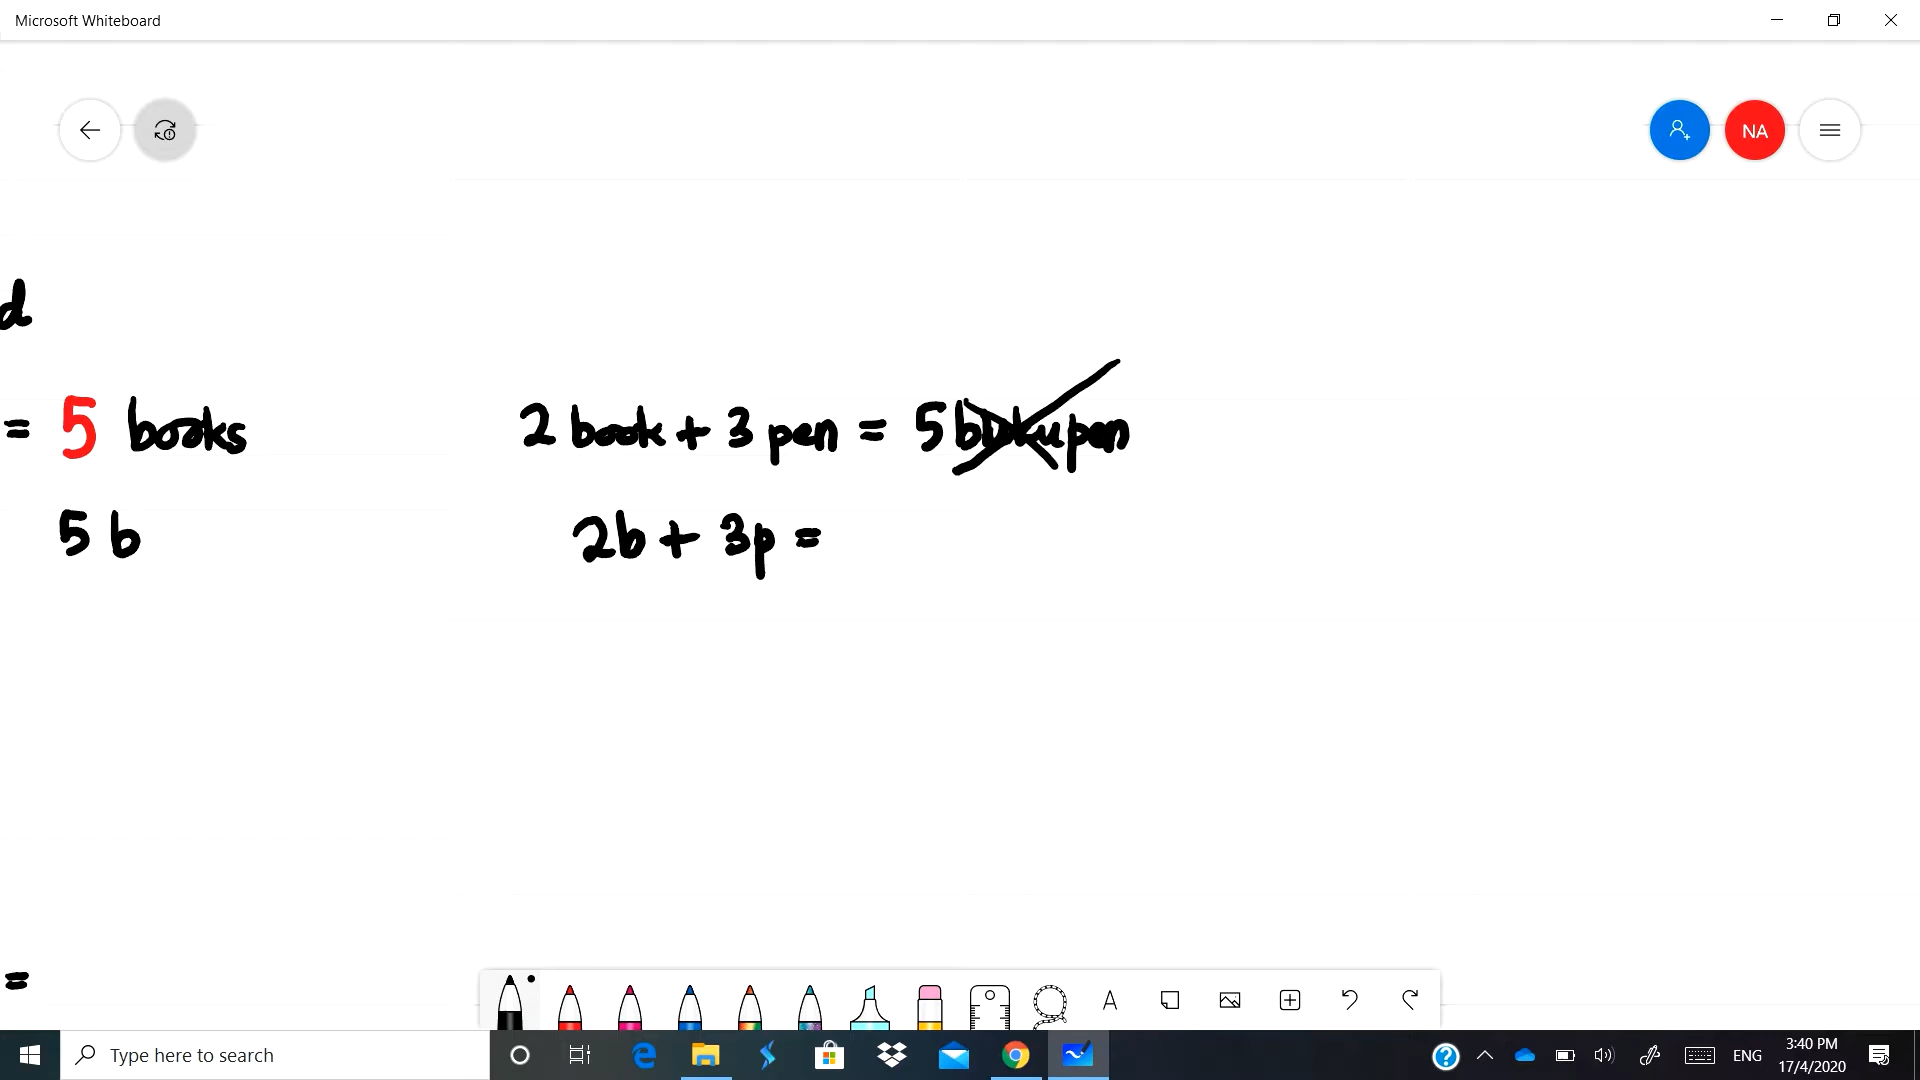 Microsoft Whiteboard
NA
d
= 5 books
2 book + 3 pen = 5 pen
5 b
2b + 3p =
=
A
Type here to search
ENG
3:40 PM
17/4/2020